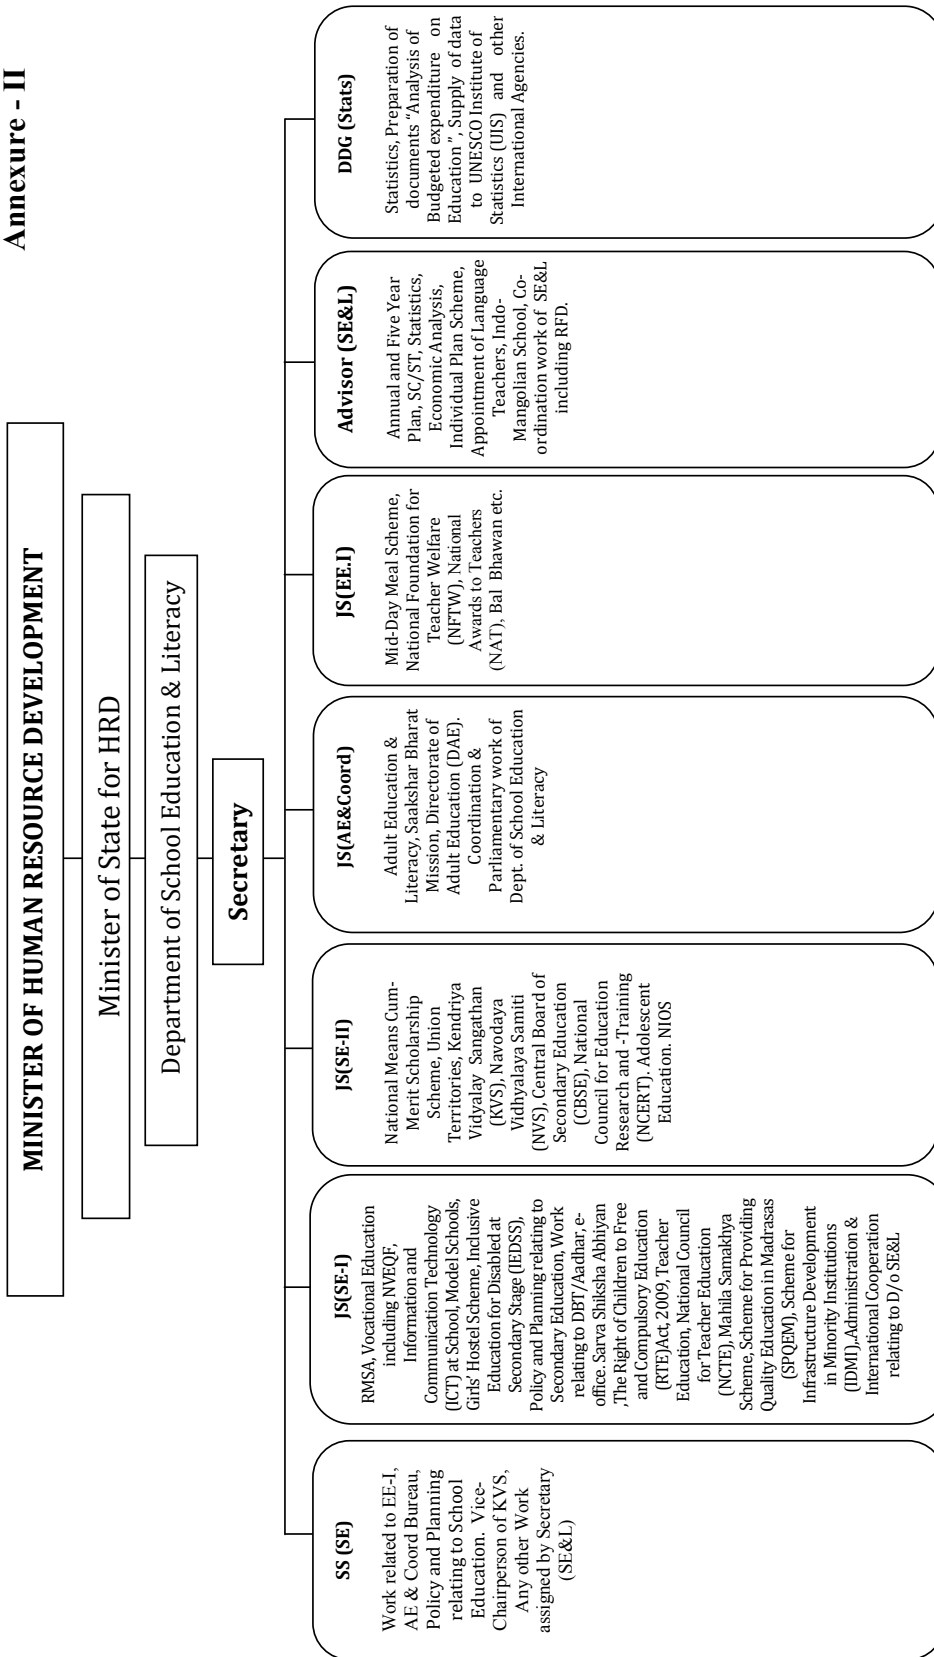 Annexure - II
MINISTER OF HUMAN RESOURCE DEVELOPMENT
Minister of State for HRD
Department of School Education & Literacy
Secretary
SS (SE)
Work related to EE-I,
AE & Coord Bureau,
Policy and Planning
relating to School
Education. Vice-
Chairperson of KVS,
Any other Work
assigned by Secretary
(SE&L)
JS(SE-I)
RMSA, Vocational Education
including NVEQF,
Information and
Communication Technology
(ICT) at School, Model Schools,
Girls' Hostel Scheme, Indusive
Education for Disabled at
Secondary Stage (IEDSS),
Policy and Planning relating to
Secondary Education, Work
relating to DBT/Aadhar, e-
office. Sarva Shiksha Abhiyan
,The Right of Children to Free
and Compulsory Education
(RTE)Act, 2009, Teacher
Education, National Council
for Teacher Education
(NCTE), Mahila Samakhya
Scheme, Scheme for Providing
Quality Education in Madrasas
(SPQEM), Scheme for
Infrastructure Development
in Minority Institutions
(IDMI),.Administration &
International Cooperation
relating to D/o SE&L
JS(SE-II)
National Means Cum-
Merit Scholarship
Scheme, Union
Territories, Kendriya
Vidyalay Sangathan
(KVS), Navodaya
Vidhyalaya Samiti
(NVS), Central Board of
Secondary Education
(CBSE), National
Council for Education
Research and -Training
(NCERT). Adolescent
Education. NIOS
JS(AE&Coord)
Adult Education &
Literacy, Saakshar Bharat
Mission, Directorate of
Adult Education (DAE).
Coordination &
Parliamentary work of
Dept. of School Education
& Literacy
JS(EE.I)
Mid-Day Meal Scheme,
National Foundation for
Teacher Welfare
(NFTW), National
Awards to Teachers
(NAT), Bal Bhawan etc.
Advisor (SE&L)
Annual and Five Year
Plan, SC/ST, Statistics,
Economic Analysis,
Individual Plan Scheme,
Appointment of Language
Teachers, Indo-
Mangolian School, Co-
ordination work of SE&L
including RFD.
DDG (Stats)
Statistics, Preparation of
documents "Analysis of
Budgeted expenditure on
Education ", Supply of data
to UNESCO Institute of
Statistics (UIS) and other
International Agencies.